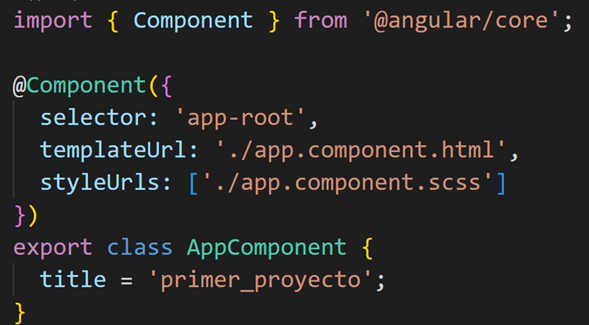 import { Component } from '@angular/core';
@Component({
selector: 'app-root',
templateUrl: './app.component.html',
styleUrls: ['./app.component.scss']
})
export class AppComponent {
title = 'primer_proyecto';
}